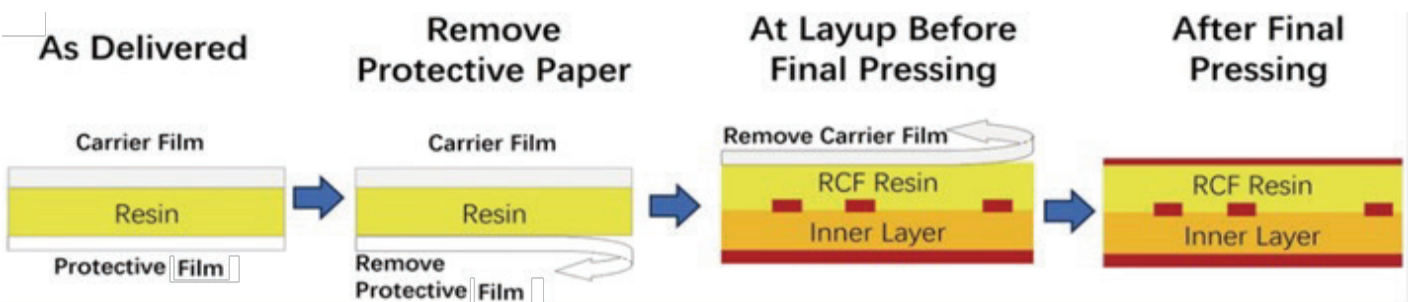 As Delivered
Remove
Protective Paper
At Layup Before
Final Pressing
After Final
Pressing
Carrier Film
Resin
Protective Film
Carrier Film
Resin
Remove
Protective Film
Remove Carrier Film
RCF Resin
Inner Layer
RCF Resin
Inner Layer